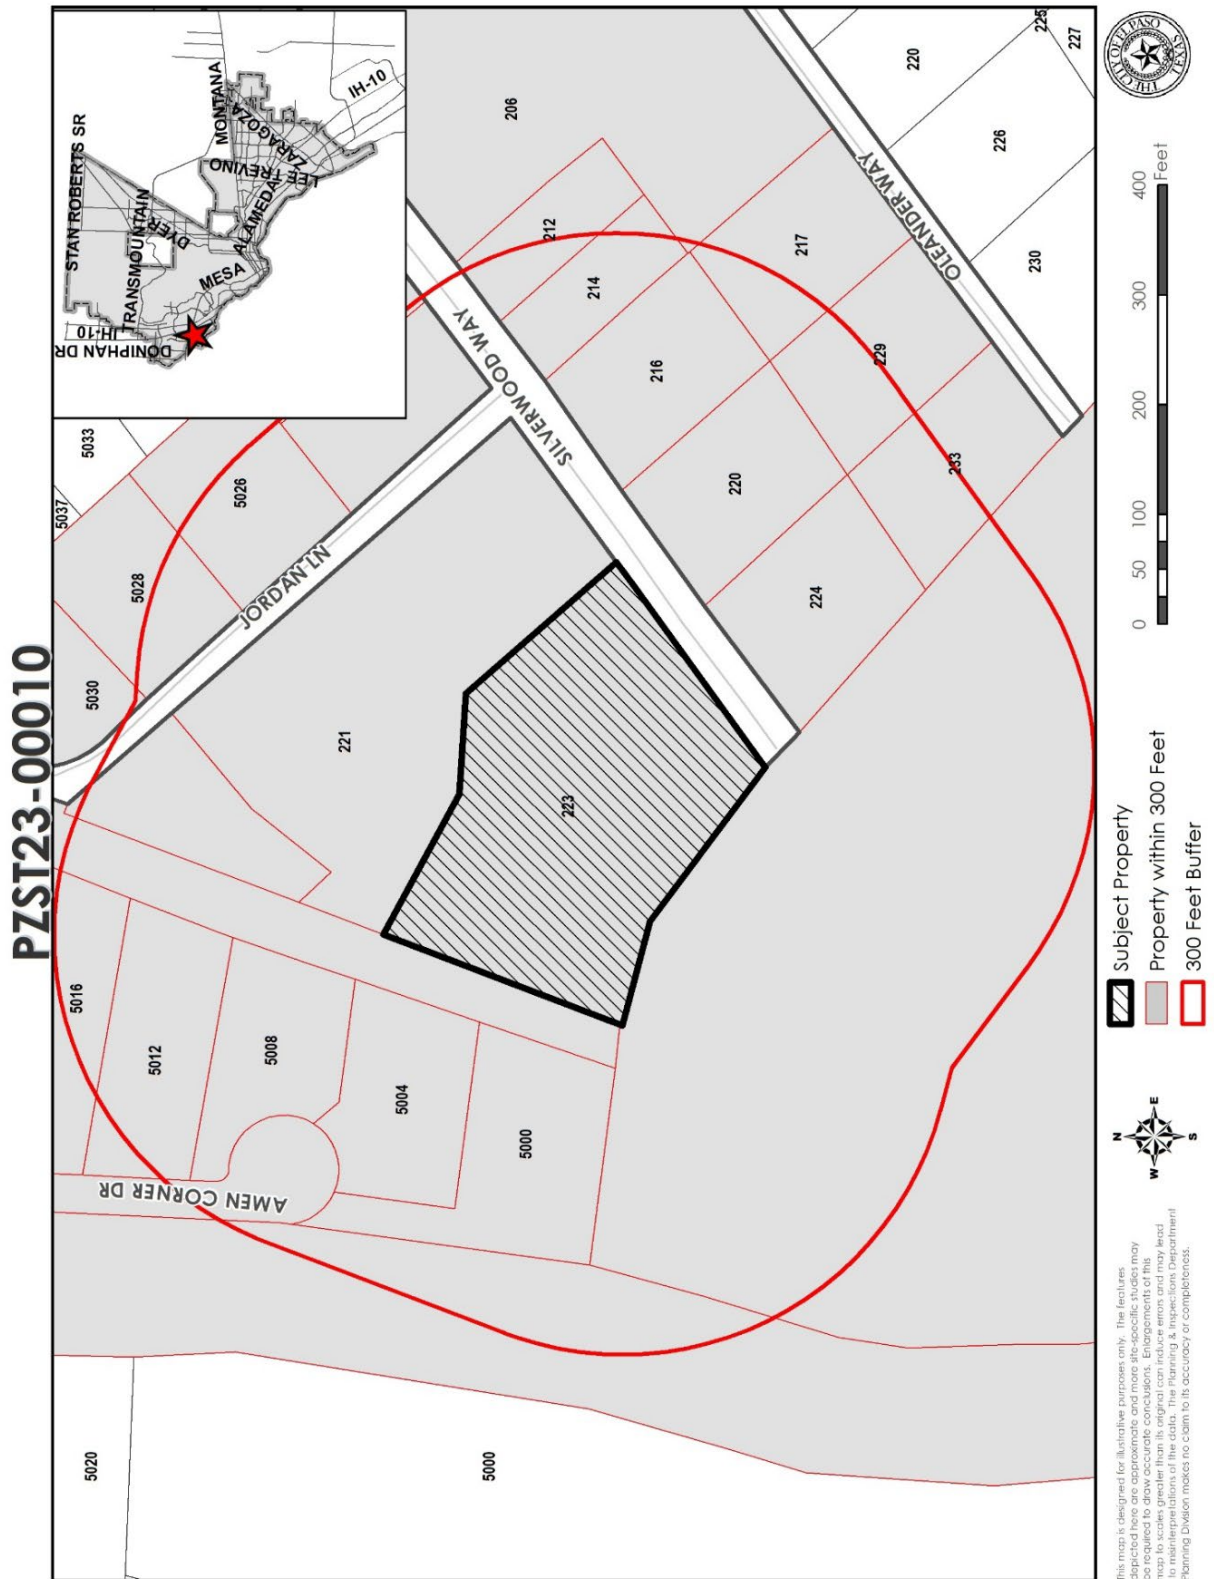 PZST23-00010
STAN ROBERTS SR
TRANSMOUNTAIN
DYER
MONTANA
ZARAGOZA
LEE TREVINO
ALAMEDA
MESA
IH-10
IH-10
DONIPHAN DR
5033
5037
5026
5028
5030
JORDAN LN
221
SILVERWOOD WAY
206
212
214
216
217
220
224
229
233
OLEANDER WAY
220
225
227
226
230
223
5016
5012
5008
5004
5000
AMEN CORNER DR
5020
5000
This map is designed for illustrative purposes only. The features
depicted here are approximate and more site-specific studies may
be required to draw accurate conclusions. Enlargements of this
map to scales greater than its original can induce errors and may lead
to misinterpretations of the data. The Planning & Inspections Department
Planning Division makes no claim to its accuracy or completeness.
N
W
E
S
Subject Property
Property within 300 Feet
300 Feet Buffer
0 50 100 200 300 400
Feet
THE CITY OF EL PASO
TEXAS